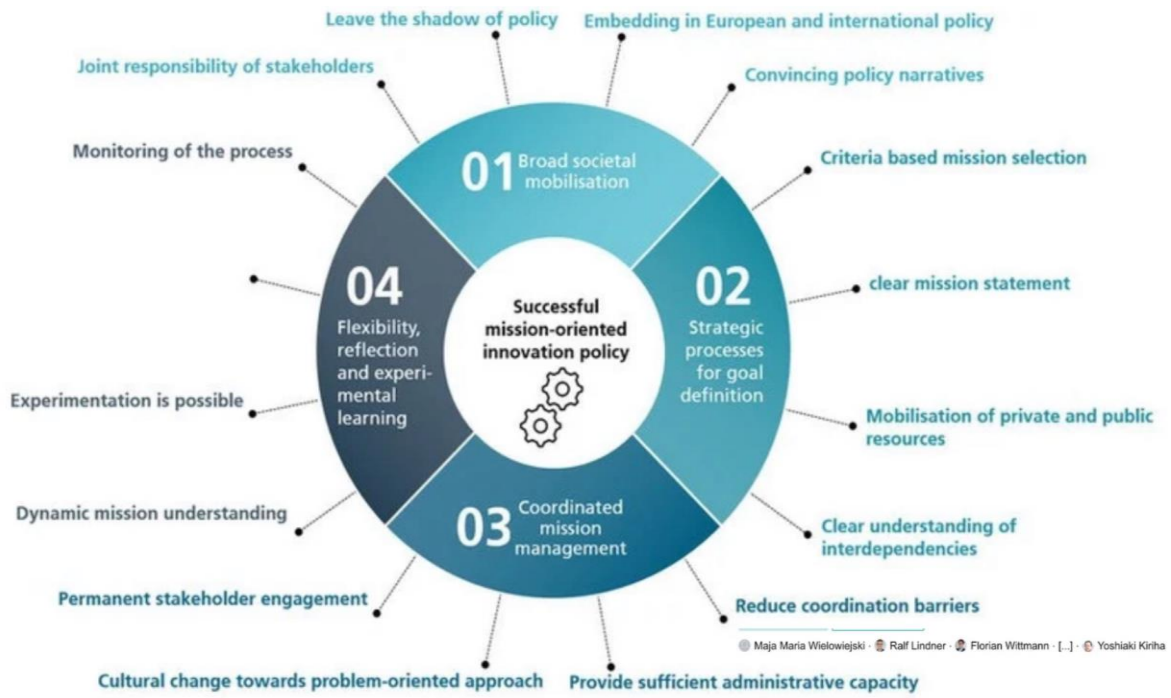 Leave the shadow of policy
Embedding in European and international policy
Joint responsibility of stakeholders
Convincing policy narratives
Monitoring of the process
Criteria based mission selection
01 Broad societal
mobilisation
04
Flexibility,
reflection
and experi-
mental
learning
Successful
mission-oriented
innovation policy
02
Strategic
processes
for goal
definition
clear mission statement
Experimentation is possible
Mobilisation of private and public
resources
Dynamic mission understanding
03 Coordinated
mission
management
Clear understanding of
interdependencies
Permanent stakeholder engagement
Reduce coordination barriers
Maja Maria Wielowiejski · Ralf Lindner · Florian Wittmann · [...] · Yoshiaki Kiriha
Cultural change towards problem-oriented approach
Provide sufficient administrative capacity